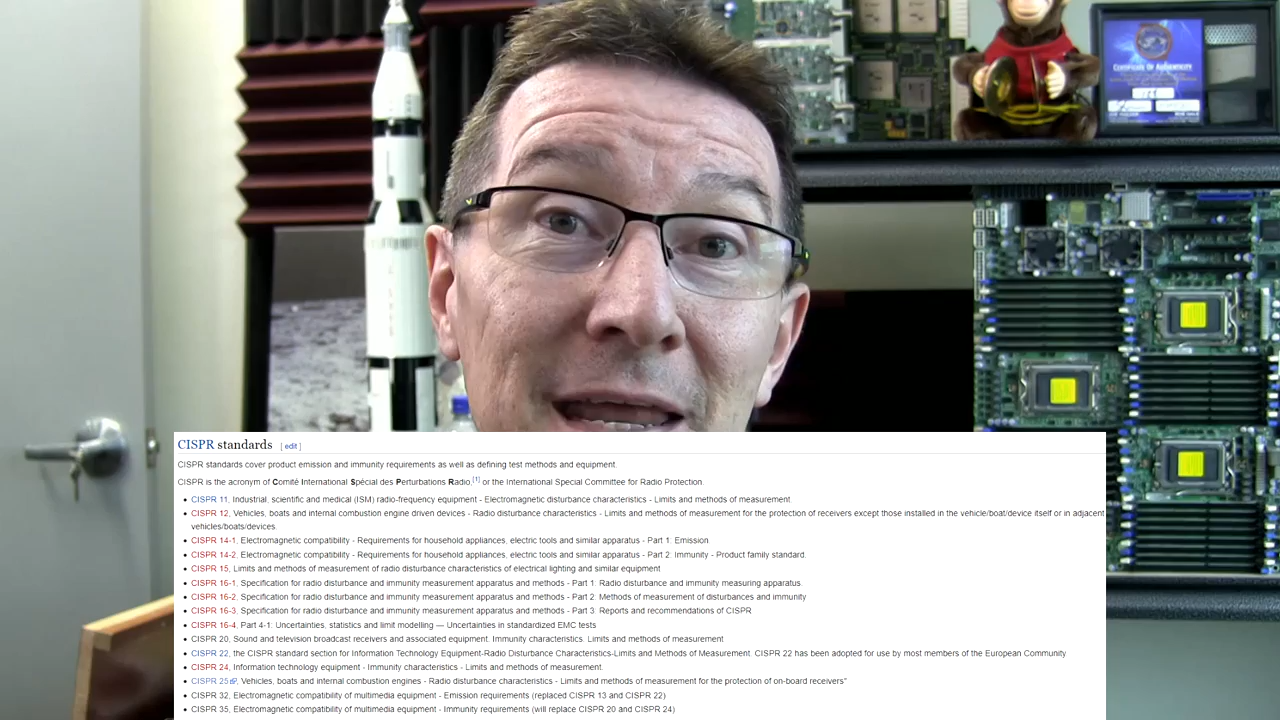 CERTIFICATE OF AUTHENTICITY
CISPR standards [ edit ]
CISPR standards cover product emission and immunity requirements as well as defining test methods and equipment.
CISPR is the acronym of Comité International Spécial des Perturbations Radio,[1] or the International Special Committee for Radio Protection.
• CISPR 11, Industrial, scientific and medical (ISM) radio-frequency equipment - Electromagnetic disturbance characteristics - Limits and methods of measurement.
• CISPR 12, Vehicles, boats and internal combustion engine driven devices - Radio disturbance characteristics - Limits and methods of measurement for the protection of receivers except those installed in the vehicle/boat/device itself or in adjacent
vehicles/boats/devices.
• CISPR 14-1, Electromagnetic compatibility - Requirements for household appliances, electric tools and similar apparatus - Part 1: Emission
• CISPR 14-2, Electromagnetic compatibility - Requirements for household appliances, electric tools and similar apparatus - Part 2: Immunity - Product family standard.
• CISPR 15, Limits and methods of measurement of radio disturbance characteristics of electrical lighting and similar equipment
• CISPR 16-1, Specification for radio disturbance and immunity measurement apparatus and methods - Part 1: Radio disturbance and immunity measuring apparatus.
• CISPR 16-2, Specification for radio disturbance and immunity measurement apparatus and methods - Part 2: Methods of measurement of disturbances and immunity
• CISPR 16-3, Specification for radio disturbance and immunity measurement apparatus and methods - Part 3: Reports and recommendations of CISPR
• CISPR 16-4, Part 4-1: Uncertainties, statistics and limit modelling — Uncertainties in standardized EMC tests
• CISPR 20, Sound and television broadcast receivers and associated equipment. Immunity characteristics. Limits and methods of measurement
• CISPR 22, the CISPR standard section for Information Technology Equipment-Radio Disturbance Characteristics-Limits and Methods of Measurement. CISPR 22 has been adopted for use by most members of the European Community
• CISPR 24, Information technology equipment - Immunity characteristics - Limits and methods of measurement.
• CISPR 25, Vehicles, boats and internal combustion engines - Radio disturbance characteristics - Limits and methods of measurement for the protection of on-board receivers"
• CISPR 32, Electromagnetic compatibility of multimedia equipment - Emission requirements (replaced CISPR 13 and CISPR 22)
• CISPR 35, Electromagnetic compatibility of multimedia equipment - Immunity requirements (will replace CISPR 20 and CISPR 24)